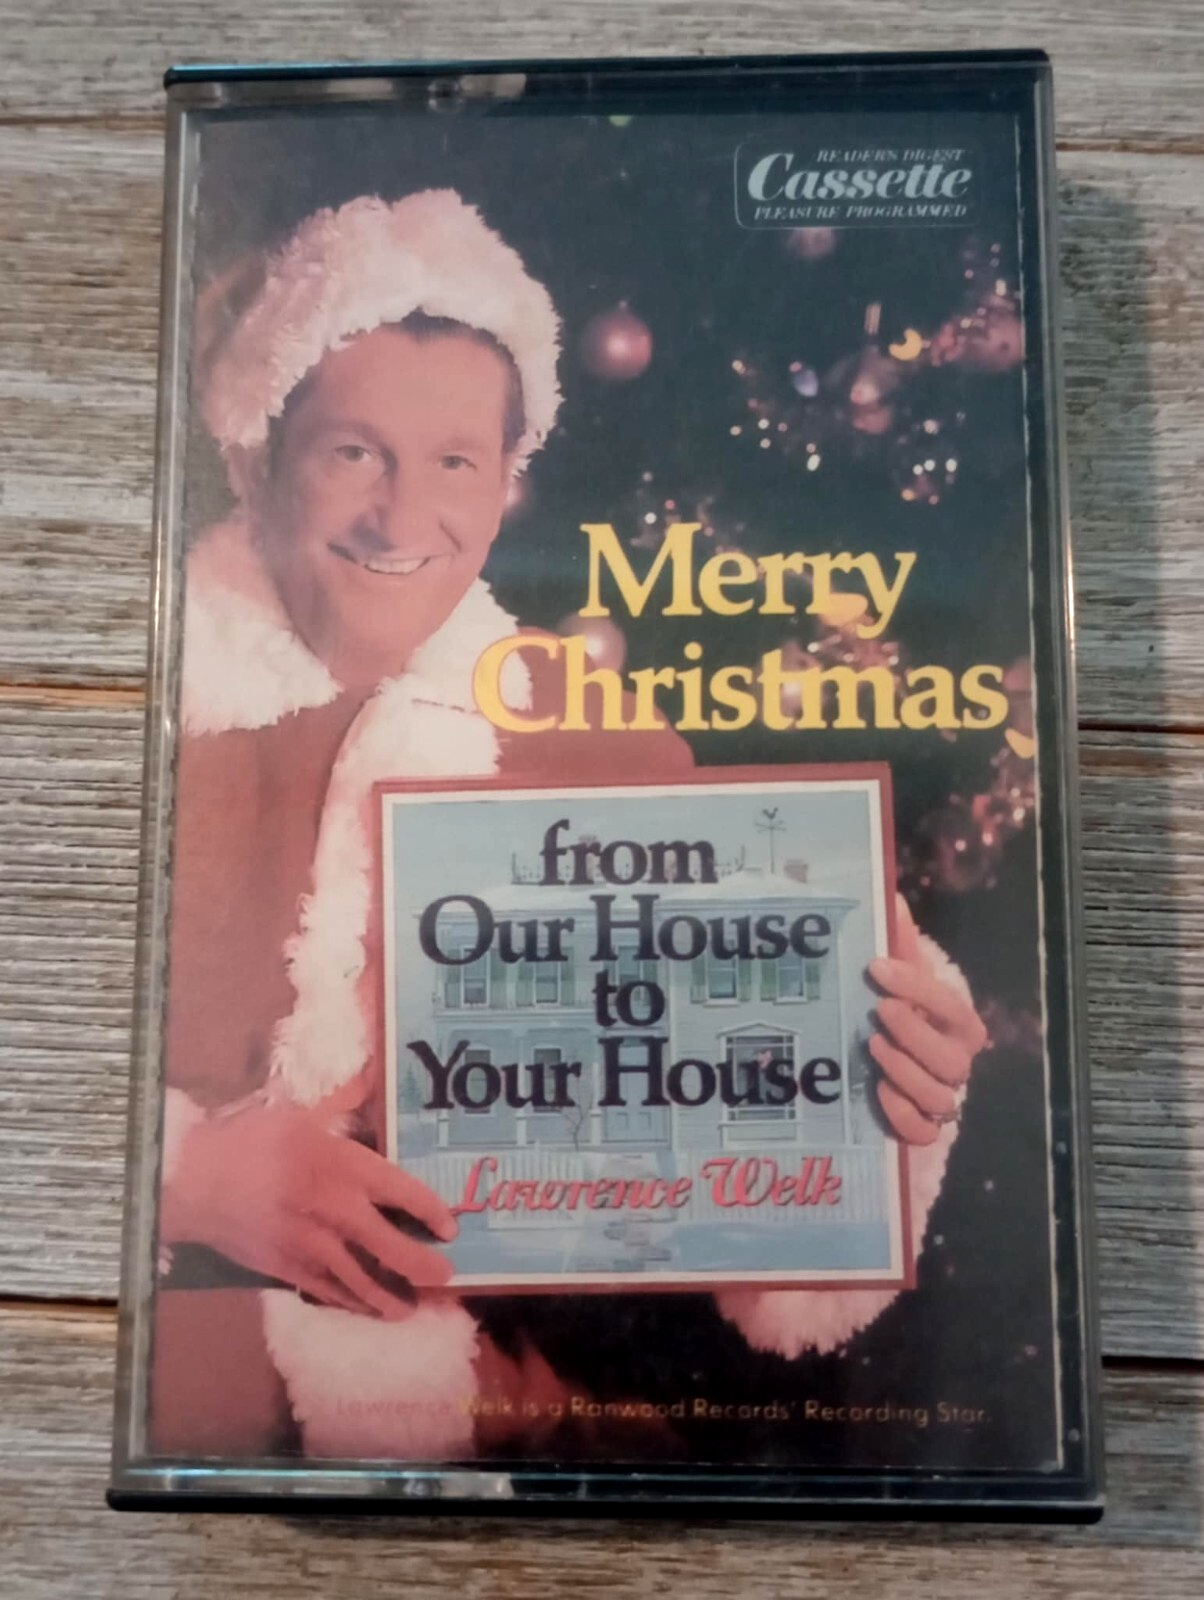 READER'S DIGEST
Cassette
PLEASURE PROGRAMMED
Merry
Christmas
from
Our House
to
Your House
Lawrence Welk
Lawrence Welk is a Ranwood Records' Recording Star.